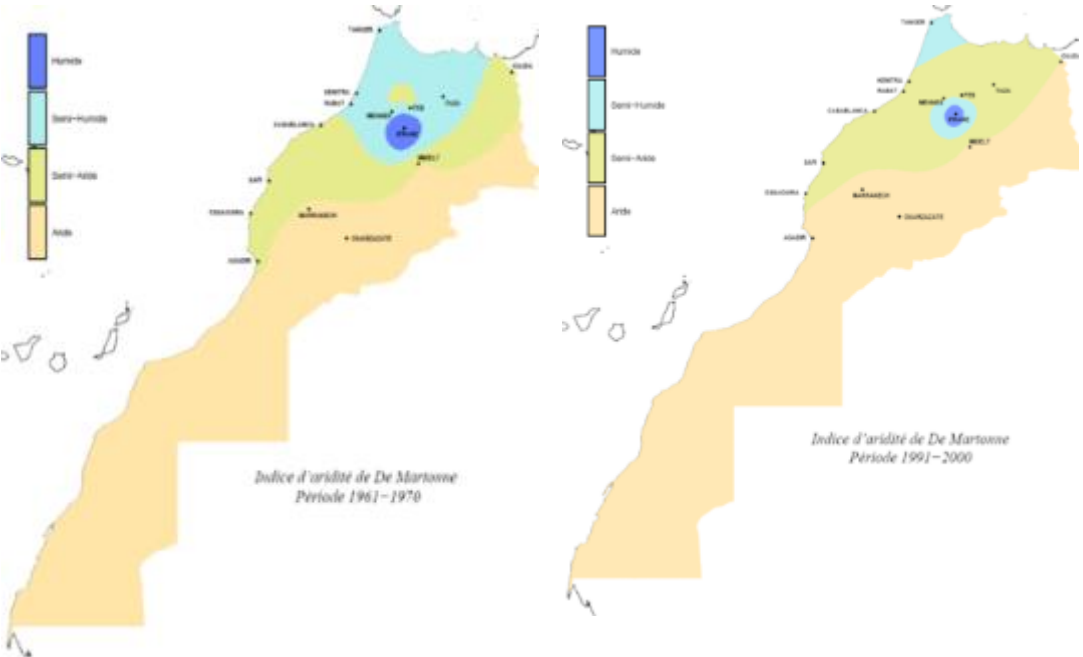 Humide
Semi-Humide
Semi-Aride
Aride
TANGER
OUJDA
KENITRA
RABAT
MEKNES
FES
TAZA
CASABLANCA
IFRANE
MIDELT
SAFI
ESSAOUIRA
MARRAKECH
OUARZAZATE
AGADIR
Indice d'aridité de De Martonne
Période 1961-1970
Humide
Semi-Humide
Semi-Aride
Aride
TANGER
OUJDA
KENITRA
RABAT
MEKNES
FES
TAZA
CASABLANCA
IFRANE
MIDELT
SAFI
ESSAOUIRA
MARRAKECH
OUARZAZATE
AGADIR
Indice d'aridité de De Martonne
Période 1991-2000